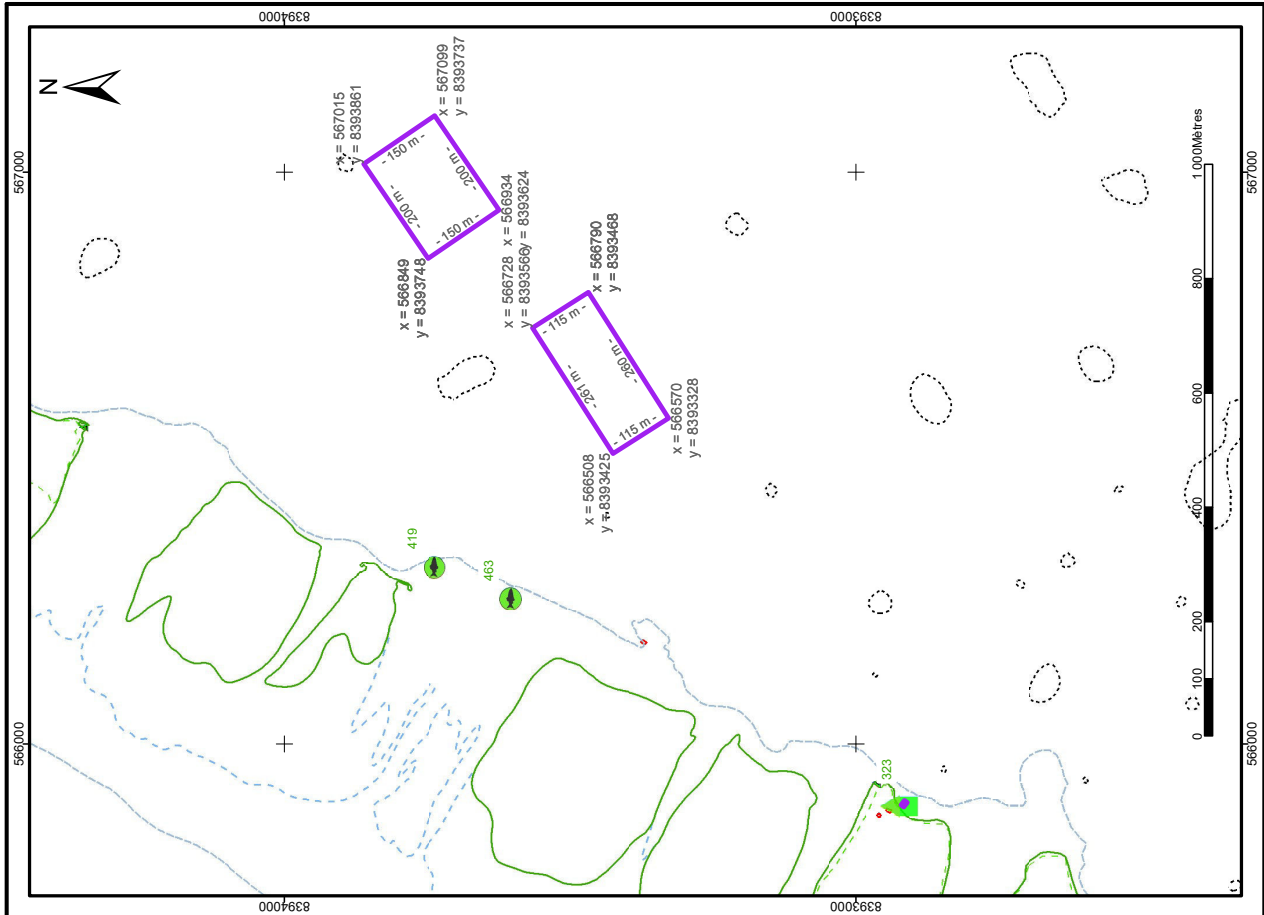 8394000
8393000
N
x = 567015
y = 8393861
x = 567099
y = 8393737
- 150 m -
- 200 m -
- 200 m -
- 150 m -
567000
567000
x = 566849
y = 8393748
x = 566934
y = 8393624
x = 566728
y = 8393566
x = 566790
y = 8393468
- 115 m -
- 261 m -
- 260 m -
- 115 m -
x = 566508
y = 8393425
x = 566570
y = 8393328
419
463
323
566000
566000
0
100
200
400
600
800
1000
Mètres
8394000
8393000